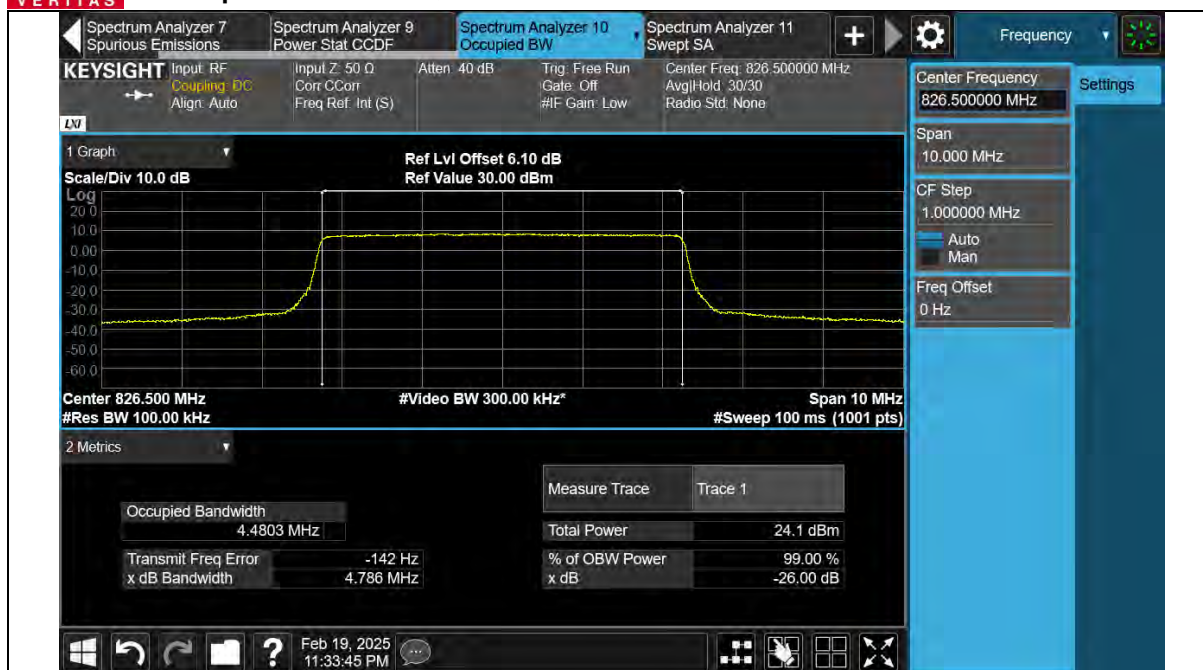 VERITAS
Spectrum Analyzer 7
Spurious Emissions
Spectrum Analyzer 9
Power Stat CCDF
Spectrum Analyzer 10
Occupied BW
Spectrum Analyzer 11
Swept SA
Frequency
KEYSIGHT
Input: RF
Coupling: DC
Align: Auto
Input Z: 50 Ω
Corr CCorr
Freq Ref: Int (S)
Atten: 40 dB
Trig: Free Run
Gate: Off
#IF Gain: Low
Center Freq: 826.500000 MHz
Avg|Hold: 30/30
Radio Std: None
LXI
Center Frequency
826.500000 MHz
Settings
Span
10.000 MHz
CF Step
1.000000 MHz
Auto
Man
Freq Offset
0 Hz
1 Graph
Scale/Div 10.0 dB
Ref Lvl Offset 6.10 dB
Ref Value 30.00 dBm
Log
20.0
10.0
0.00
-10.0
-20.0
-30.0
-40.0
-50.0
-60.0
Center 826.500 MHz
#Video BW 300.00 kHz*
Span 10 MHz
#Res BW 100.00 kHz
#Sweep 100 ms (1001 pts)
2 Metrics
Measure Trace Trace 1
Occupied Bandwidth
4.4803 MHz
Total Power 24.1 dBm
Transmit Freq Error -142 Hz
% of OBW Power 99.00 %
x dB Bandwidth 4.786 MHz
x dB -26.00 dB
?
Feb 19, 2025
11:33:45 PM